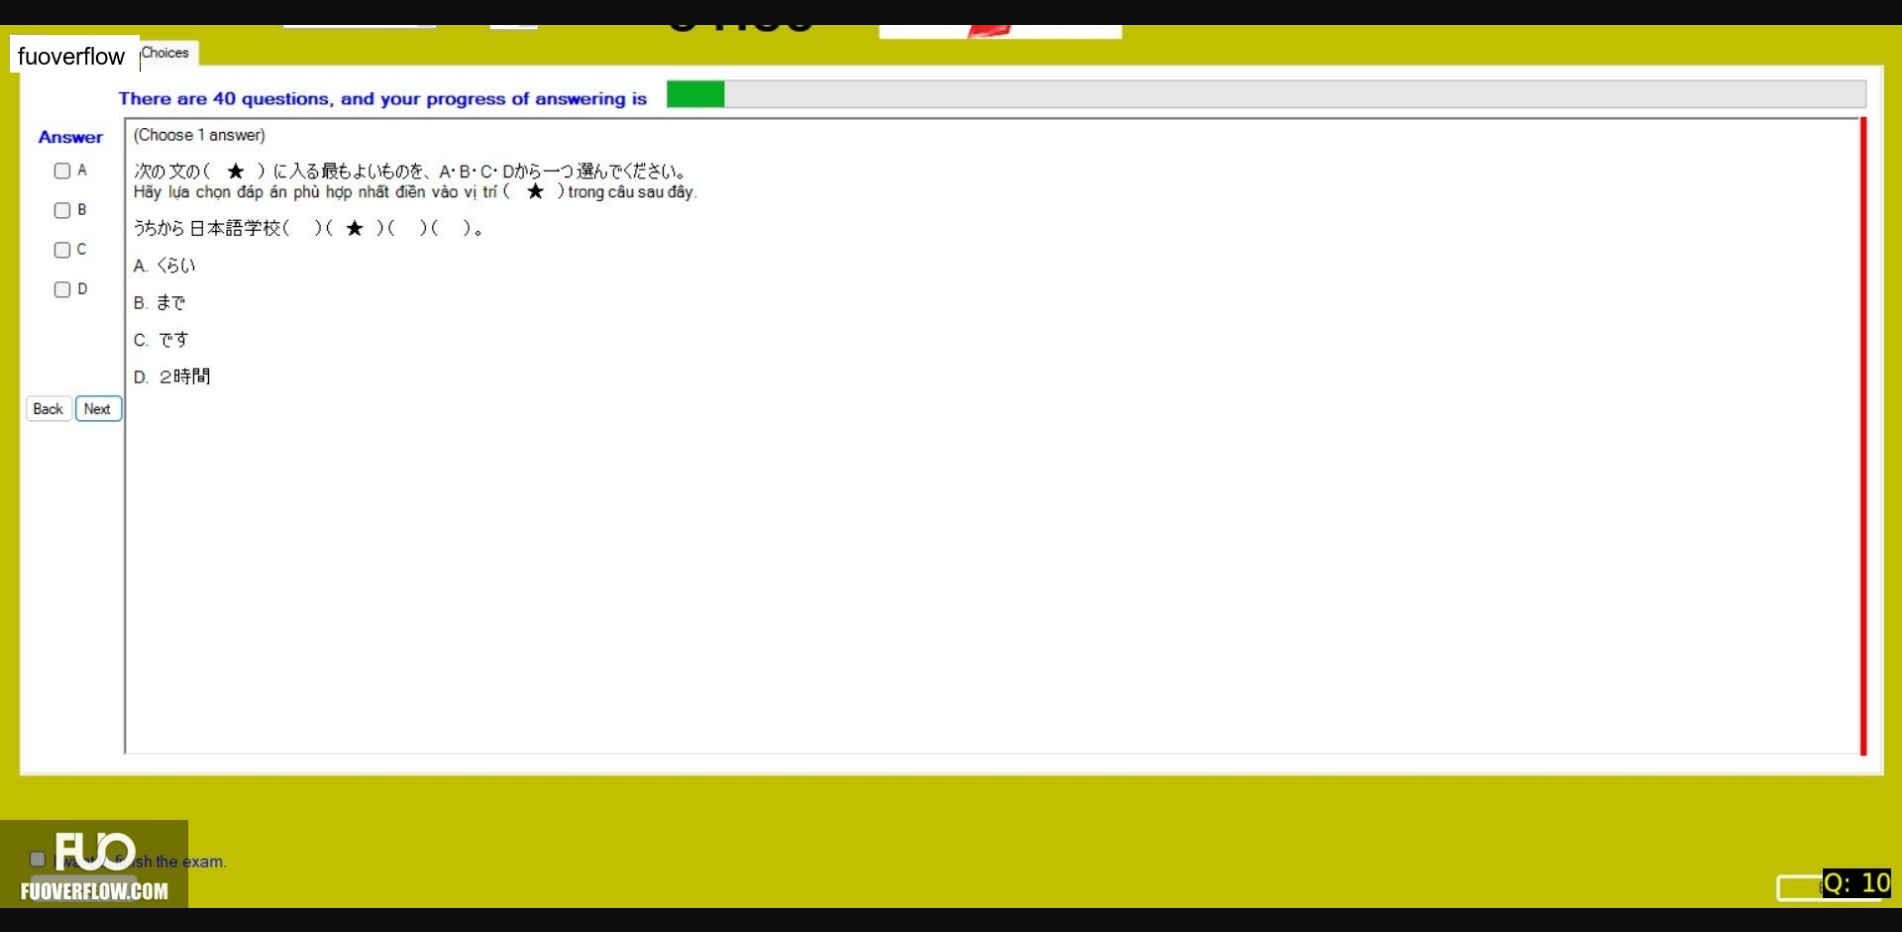 fuoverflow
Choices
There are 40 questions, and your progress of answering is
Answer
(Choose 1 answer)
A
次の文の( ★ )に入る最もよいものを、A・B・C・Dから一つ選んでください。
Hãy lựa chọn đáp án phù hợp nhất điền vào vị trí ( ★ ) trong câu sau đây.
B
うちから日本語学校( )( ★ )( )( )。
C
A. くらい
D
B. まで
C. です
D. 2時間
Back Next
FUO
sh the exam.
FUOVERFLOW.COM
Q: 10